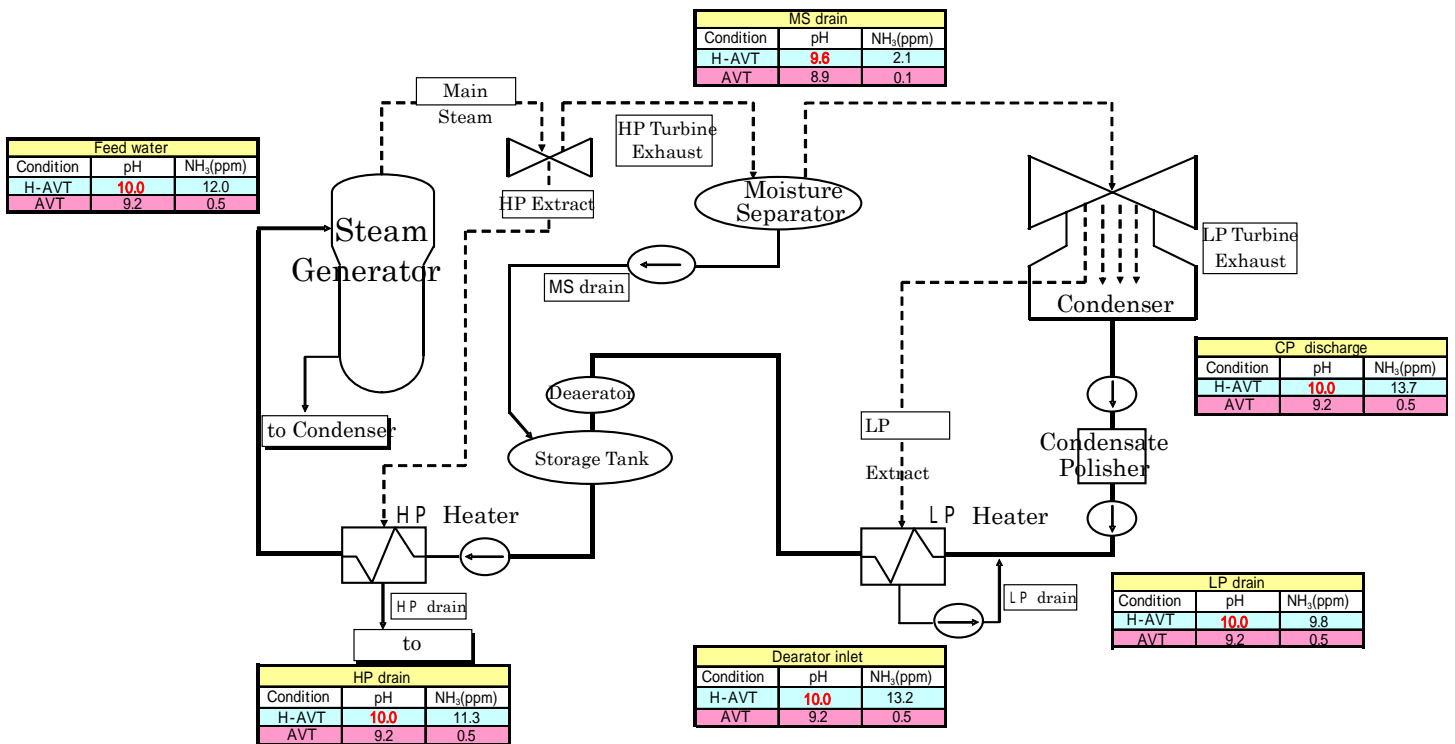 MS drain
Condition pH NH₃(ppm)
H-AVT 9.6 2.1
AVT 8.9 0.1
Main
Steam
HP Turbine
Exhaust
Feed water
Condition pH NH₃(ppm)
H-AVT 10.0 12.0
AVT 9.2 0.5
HP Extract
Moisture
Separator
Steam
Generator
LP Turbine
Exhaust
MS drain
Condenser
CP discharge
Condition pH NH₃(ppm)
H-AVT 10.0 13.7
AVT 9.2 0.5
Deaerator
to Condenser
LP
Extract
Condensate
Polisher
Storage Tank
HP Heater
LP Heater
HP drain
LP drain
to
LP drain
Condition pH NH₃(ppm)
H-AVT 10.0 9.8
AVT 9.2 0.5
HP drain
Condition pH NH₃(ppm)
H-AVT 10.0 11.3
AVT 9.2 0.5
Dearator inlet
Condition pH NH₃(ppm)
H-AVT 10.0 13.2
AVT 9.2 0.5